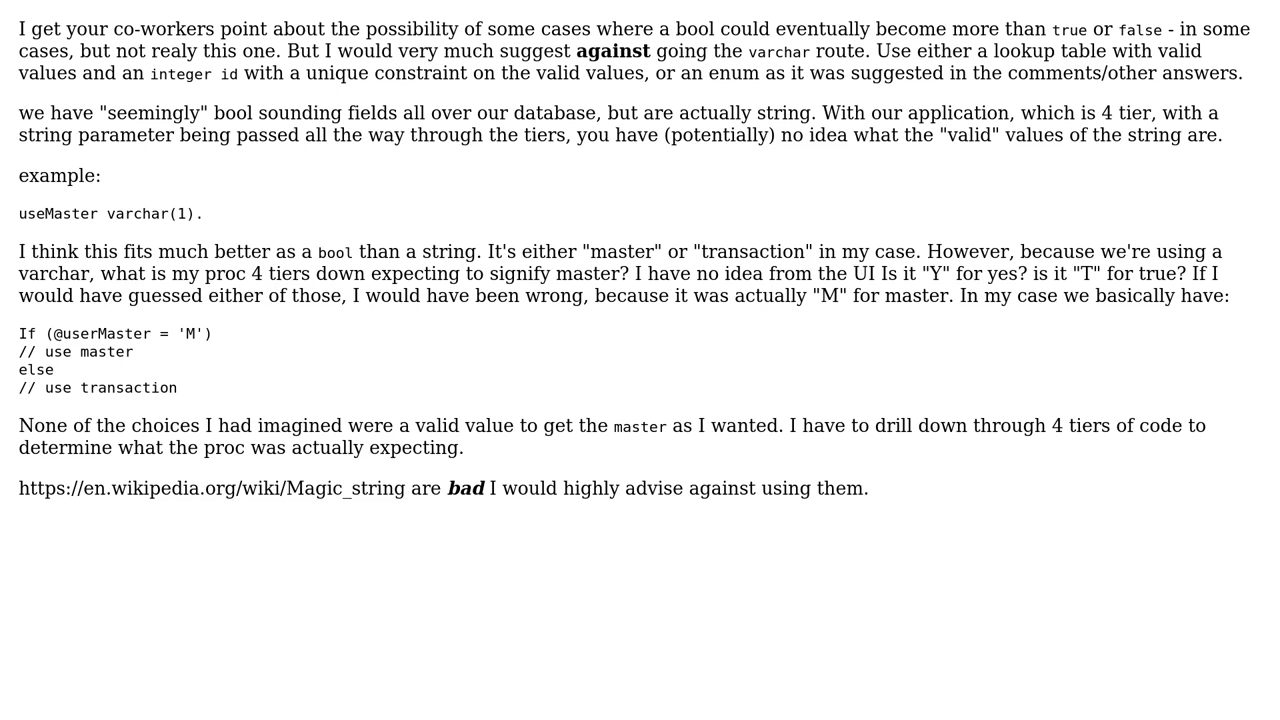 I get your co-workers point about the possibility of some cases where a bool could eventually become more than true or false - in some
cases, but not realy this one. But I would very much suggest against going the varchar route. Use either a lookup table with valid
values and an integer id with a unique constraint on the valid values, or an enum as it was suggested in the comments/other answers.
we have "seemingly" bool sounding fields all over our database, but are actually string. With our application, which is 4 tier, with a
string parameter being passed all the way through the tiers, you have (potentially) no idea what the "valid" values of the string are.
example:
useMaster varchar(1).
I think this fits much better as a bool than a string. It's either "master" or "transaction" in my case. However, because we're using a
varchar, what is my proc 4 tiers down expecting to signify master? I have no idea from the UI Is it "Y" for yes? is it "T" for true? If I
would have guessed either of those, I would have been wrong, because it was actually "M" for master. In my case we basically have:
If (@userMaster = 'M')
// use master
else
// use transaction
None of the choices I had imagined were a valid value to get the master as I wanted. I have to drill down through 4 tiers of code to
determine what the proc was actually expecting.
https://en.wikipedia.org/wiki/Magic_string are bad I would highly advise against using them.